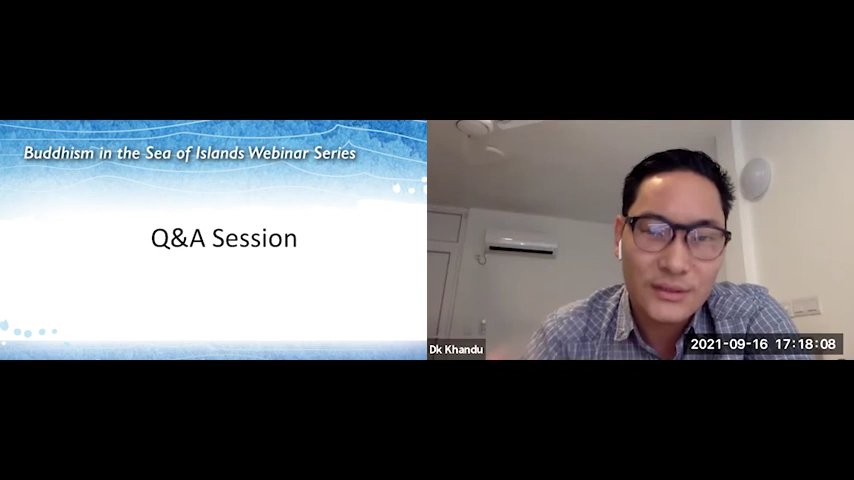 Buddhism in the Sea of Islands Webinar Series
Q&A Session
Dk Khandu
2021-09-16 17:18:08